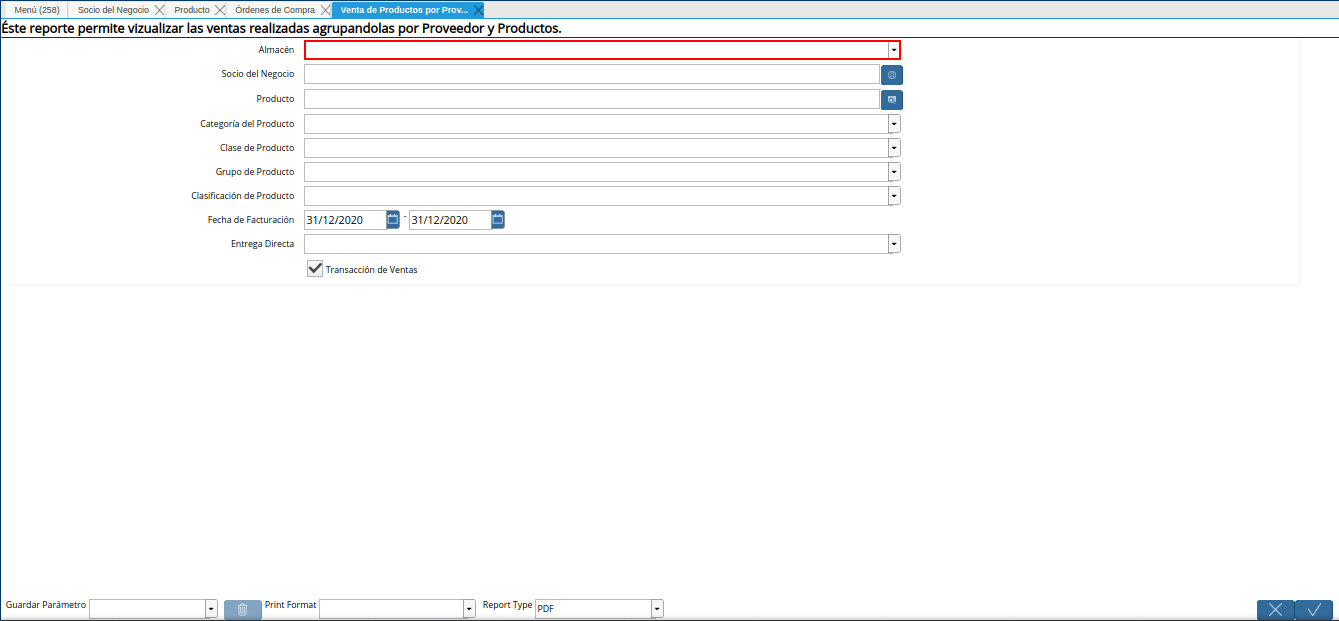 Menú (258) Socio del Negocio Producto Órdenes de Compra Venta de Productos por Prov...
Éste reporte permite vizualizar las ventas realizadas agrupandolas por Proveedor y Productos.
Almacén
Socio del Negocio
Producto
Categoría del Producto
Clase de Producto
Grupo de Producto
Clasificación de Producto
Fecha de Facturación 31/12/2020 - 31/12/2020
Entrega Directa
Transacción de Ventas
Guardar Parámetro Print Format Report Type PDF